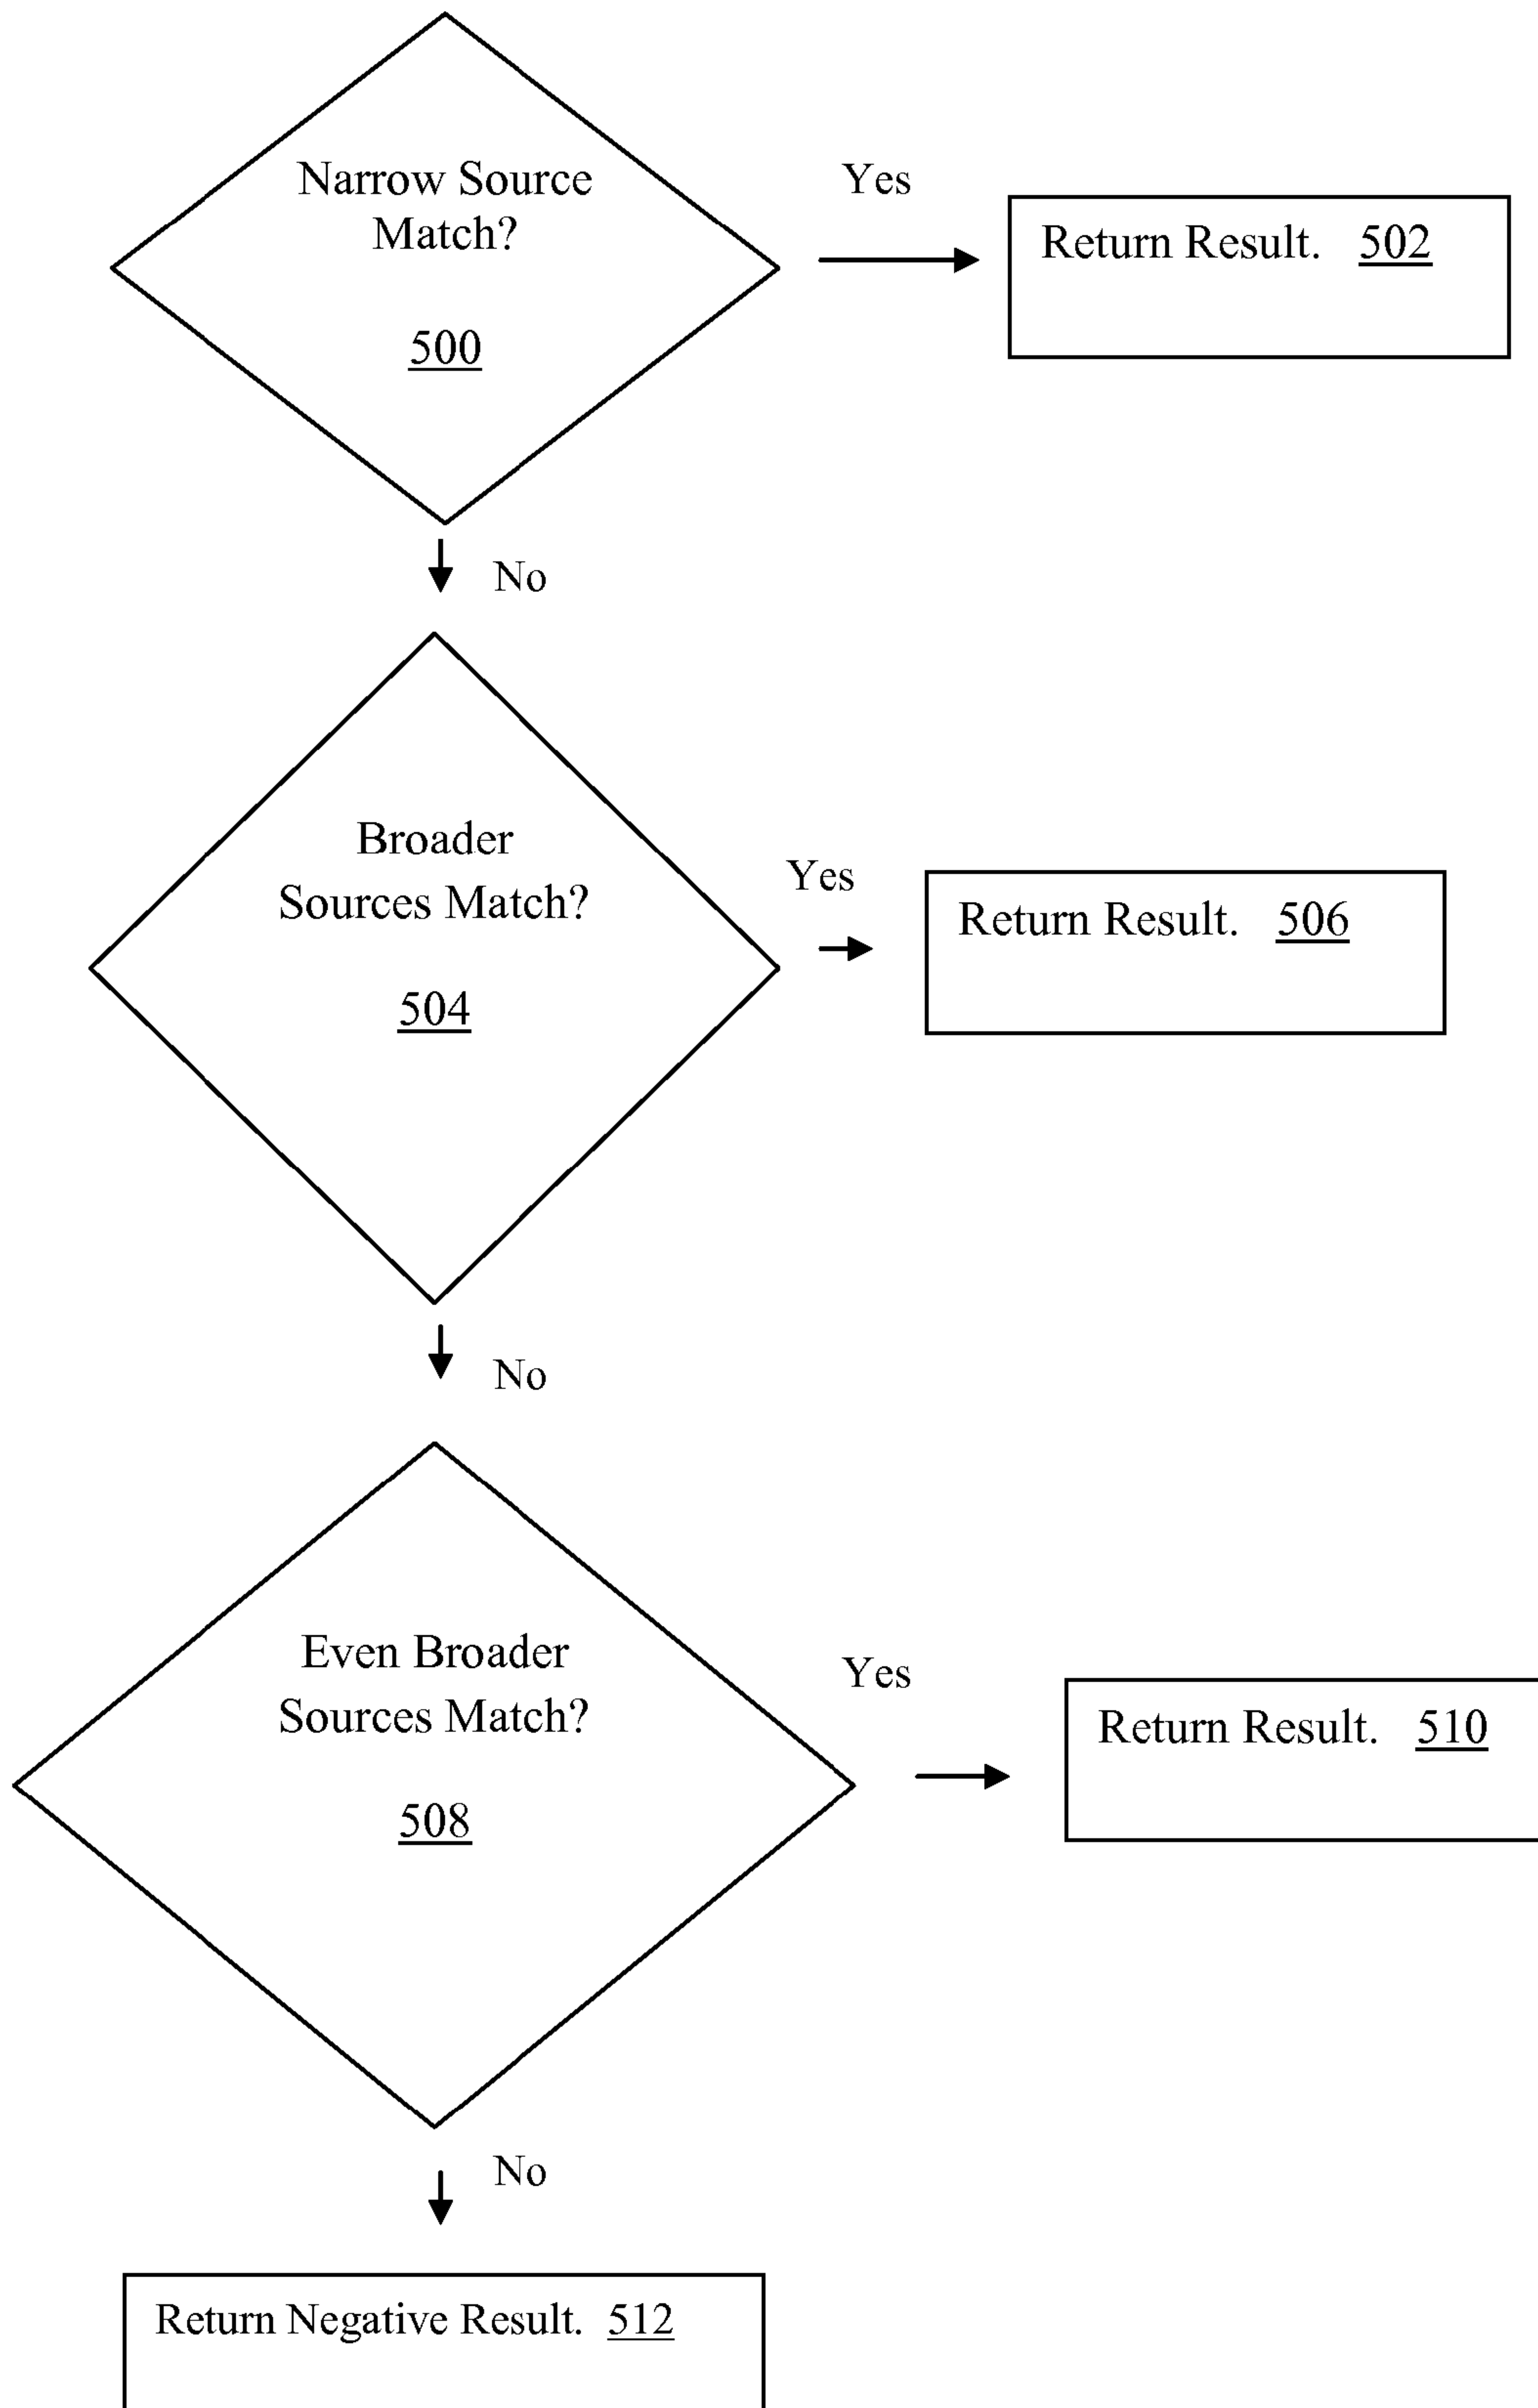 Narrow Source
Match?
500
Yes
Return Result. 502
No
Broader
Sources Match?
504
Yes
Return Result. 506
No
Even Broader
Sources Match?
508
Yes
Return Result. 510
No
Return Negative Result. 512